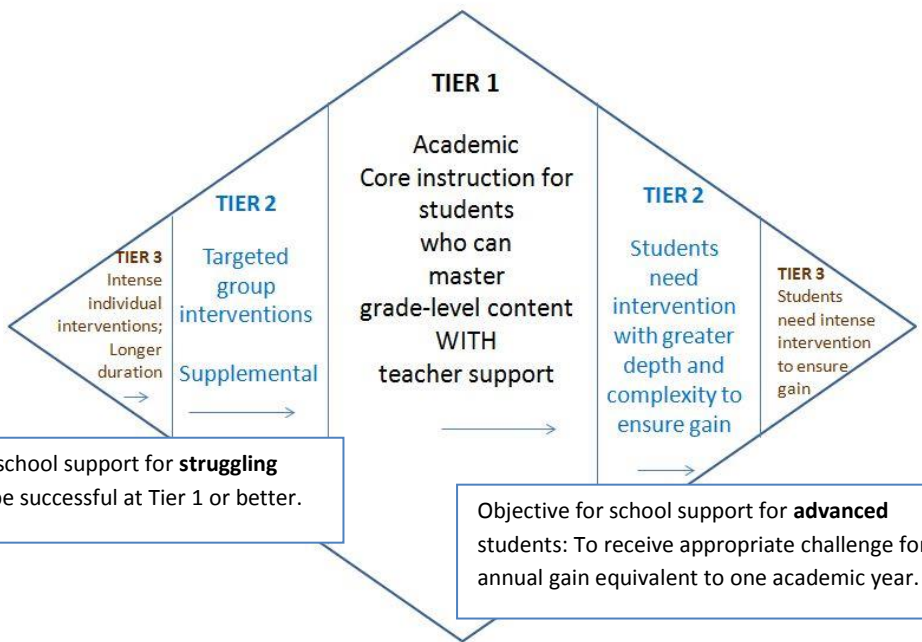 TIER 1
Academic
Core instruction for
students
who can
master
grade-level content
WITH
teacher support
TIER 2
Targeted
group
interventions
Supplemental
TIER 3
Intense
individual
interventions;
Longer
duration
TIER 2
Students
need
intervention
with greater
depth and
complexity to
ensure gain
TIER 3
Students
need intense
intervention
to ensure
gain
school support for struggling
be successful at Tier 1 or better.
Objective for school support for advanced
students: To receive appropriate challenge for
annual gain equivalent to one academic year.